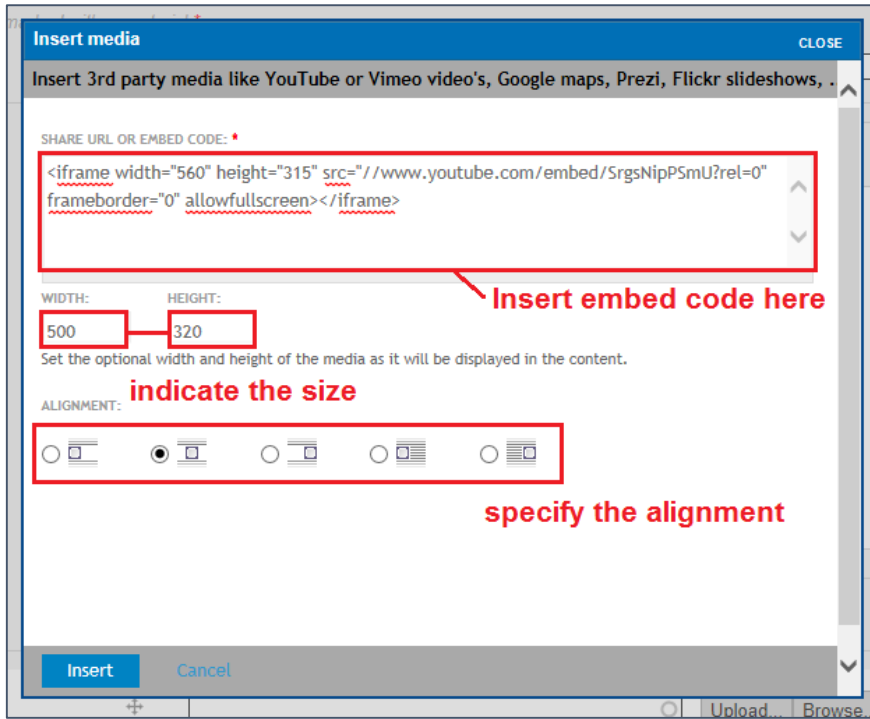 Insert media
CLOSE
Insert 3rd party media like YouTube or Vimeo video's, Google maps, Prezi, Flickr slideshows, .
SHARE URL OR EMBED CODE: *
<iframe width="560" height="315" src="//www.youtube.com/embed/SrgsNipPSmU?rel=0"
frameborder="0" allowfullscreen></iframe>
Insert embed code here
WIDTH: HEIGHT:
500 320
Set the optional width and height of the media as it will be displayed in the content.
indicate the size
ALIGNMENT:
specify the alignment
Insert Cancel
Upload... Browse.